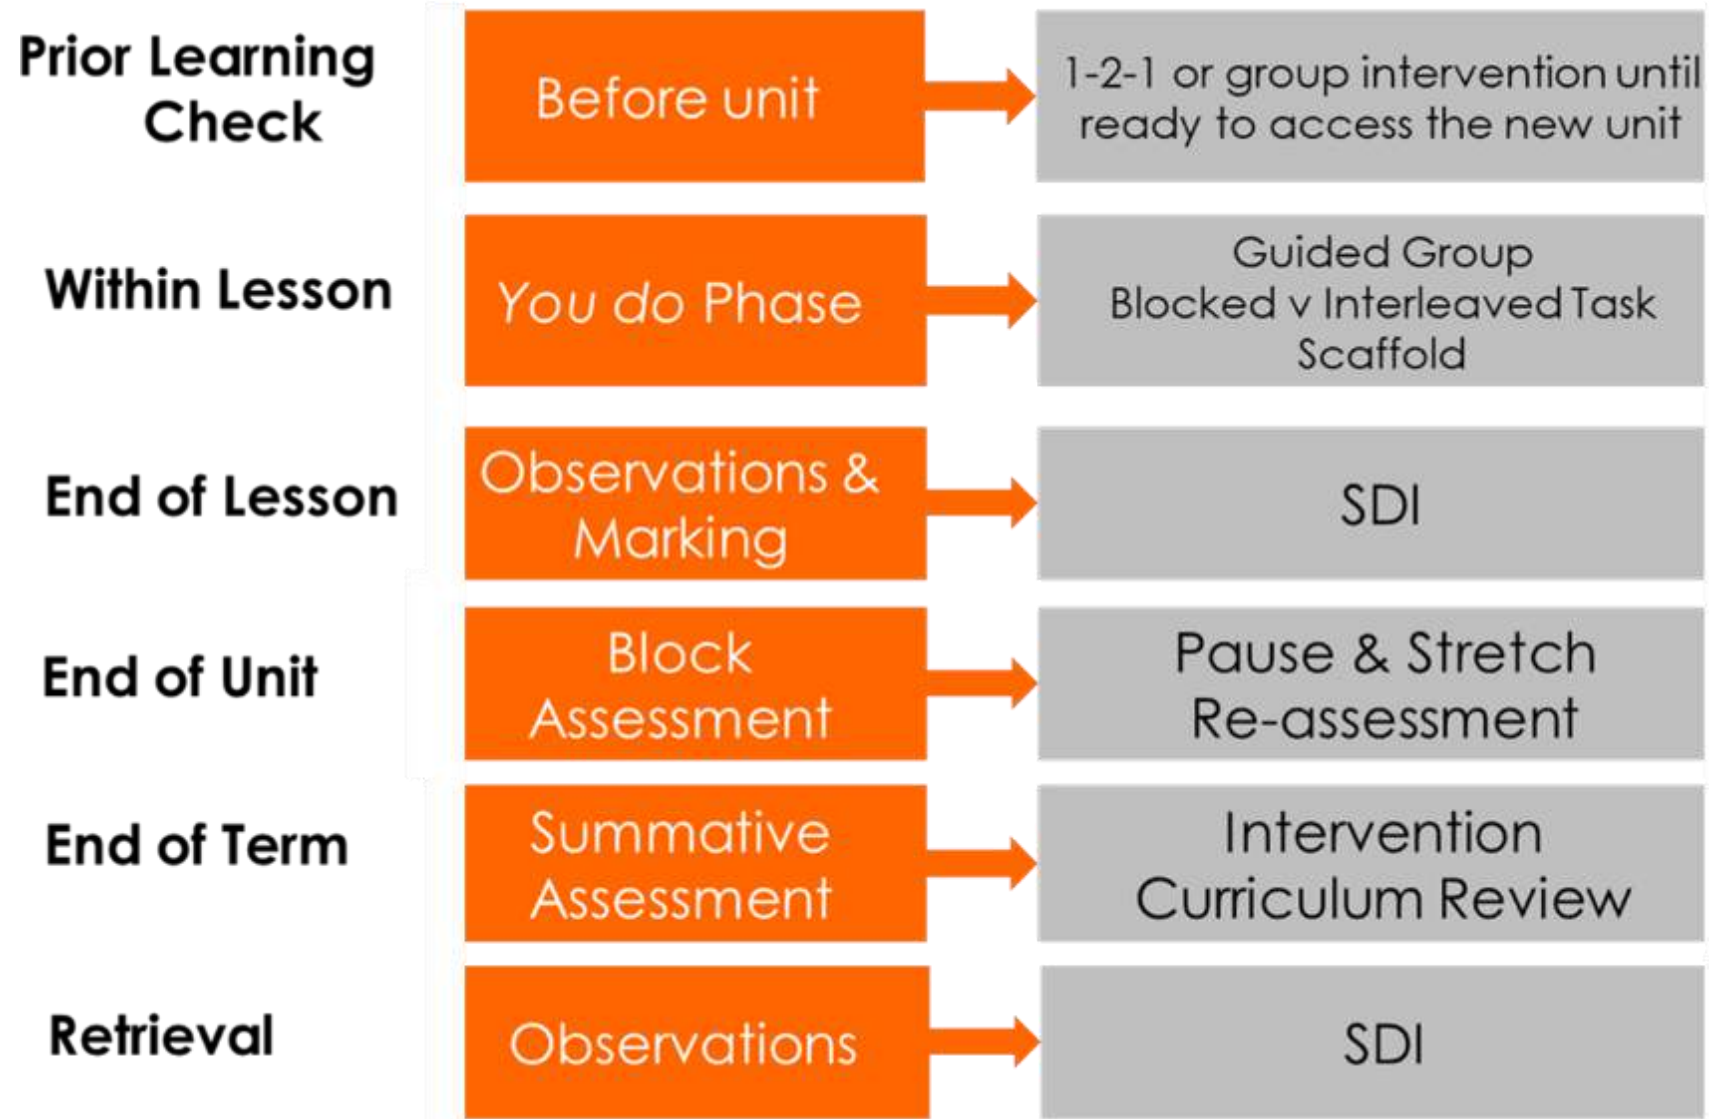 Prior Learning
Check
Before unit
1-2-1 or group intervention until
ready to access the new unit
Within Lesson
You do Phase
Guided Group
Blocked v Interleaved Task
Scaffold
End of Lesson
Observations &
Marking
SDI
End of Unit
Block
Assessment
Pause & Stretch
Re-assessment
End of Term
Summative
Assessment
Intervention
Curriculum Review
Retrieval
Observations
SDI